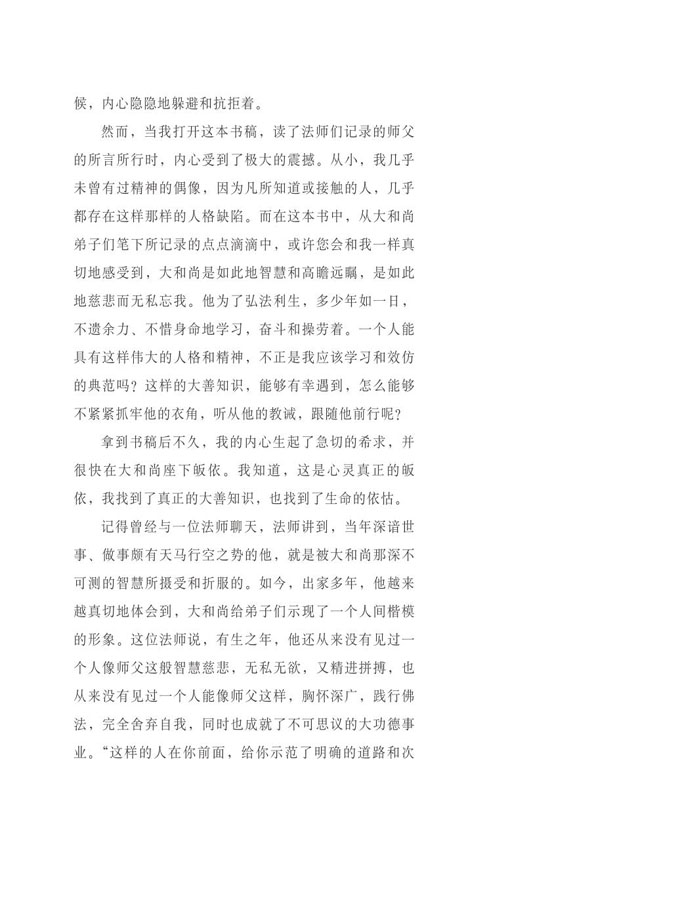 候，内心隐隐地躲避和抗拒着。
然而，当我打开这本书稿，读了法师们记录的师父
的所言所行时，内心受到了极大的震撼。从小，我几乎
未曾有过精神的偶像，因为凡所知道或接触的人，几乎
都存在这样那样的人格缺陷。而在这本书中，从大和尚
弟子们笔下所记录的点点滴滴中，或许您会和我一样真
切地感受到，大和尚是如此地智慧和高瞻远瞩，是如此
地慈悲而无私忘我。他为了弘法利生，多少年如一日，
不遗余力、不惜身命地学习，奋斗和操劳着。一个人能
具有这样伟大的人格和精神，不正是我应该学习和效仿
的典范吗？这样的大善知识，能够有幸遇到，怎么能够
不紧紧抓牢他的衣角，听从他的教诫，跟随他前行呢？
拿到书稿后不久，我的内心生起了急切的希求，并
很快在大和尚座下皈依。我知道，这是心灵真正的皈
依，我找到了真正的大善知识，也找到了生命的依怙。
记得曾经与一位法师聊天，法师讲到，当年深谙世
事、做事颇有天马行空之势的他，就是被大和尚那深不
可测的智慧所摄受和折服的。如今，出家多年，他越来
越真切地体会到，大和尚给弟子们示现了一个人间楷模
的形象。这位法师说，有生之年，他还从来没有见过一
个人像师父这般智慧慈悲，无私无欲，又精进拼搏，也
从来没有见过一个人能像师父这样，胸怀深广，践行佛
法，完全舍弃自我，同时也成就了不可思议的大功德事
业。“这样的人在你前面，给你示范了明确的道路和次